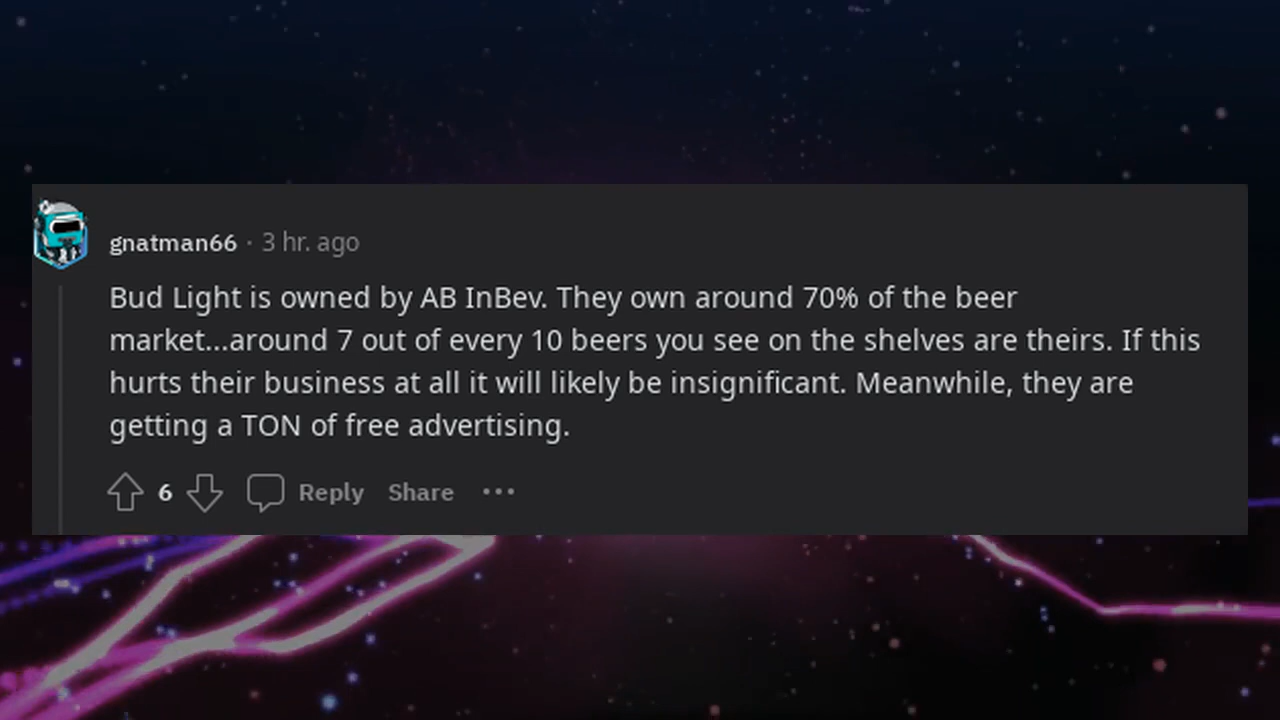 gnatman66 · 3 hr. ago
Bud Light is owned by AB InBev. They own around 70% of the beer
market...around 7 out of every 10 beers you see on the shelves are theirs. If this
hurts their business at all it will likely be insignificant. Meanwhile, they are
getting a TON of free advertising.
6 Reply Share •••